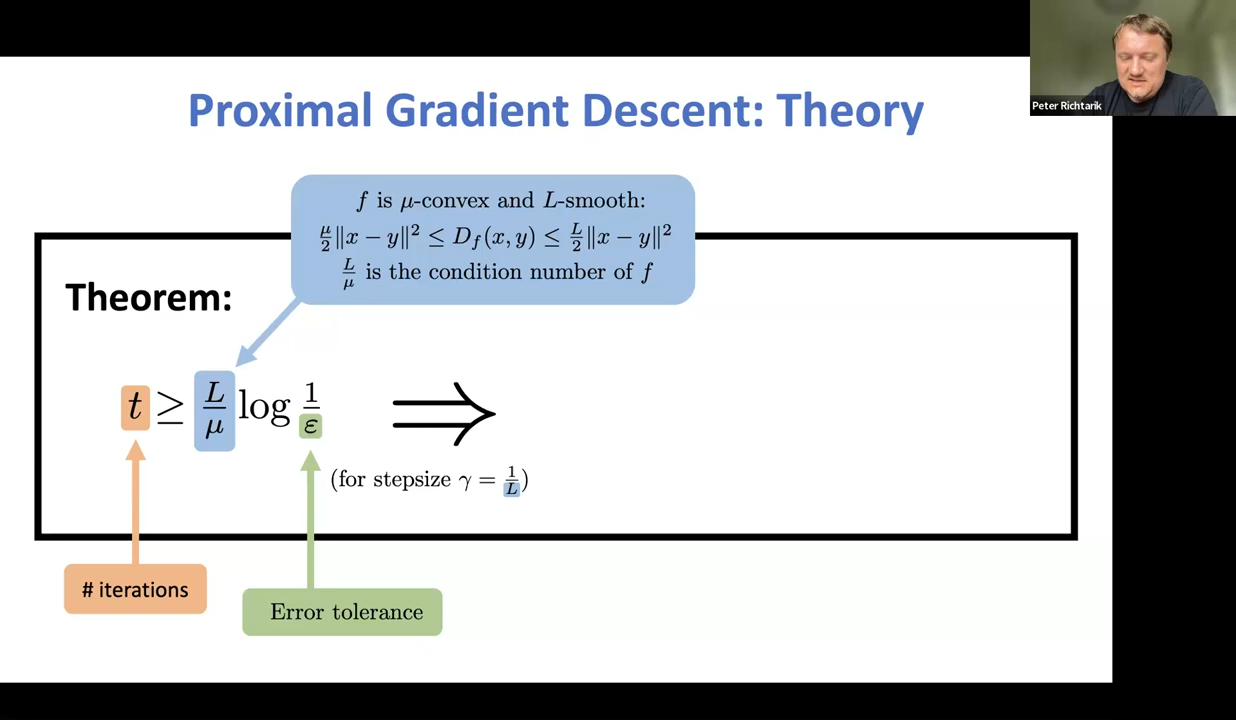 Proximal Gradient Descent: Theory
Peter Richtarik
f is μ-convex and L-smooth:
μ/2 ‖x − y‖² ≤ D_f(x, y) ≤ L/2 ‖x − y‖²
L/μ is the condition number of f
Theorem:
t ≥ L/μ log 1/ε ⇒
(for stepsize γ = 1/L)
# iterations
Error tolerance